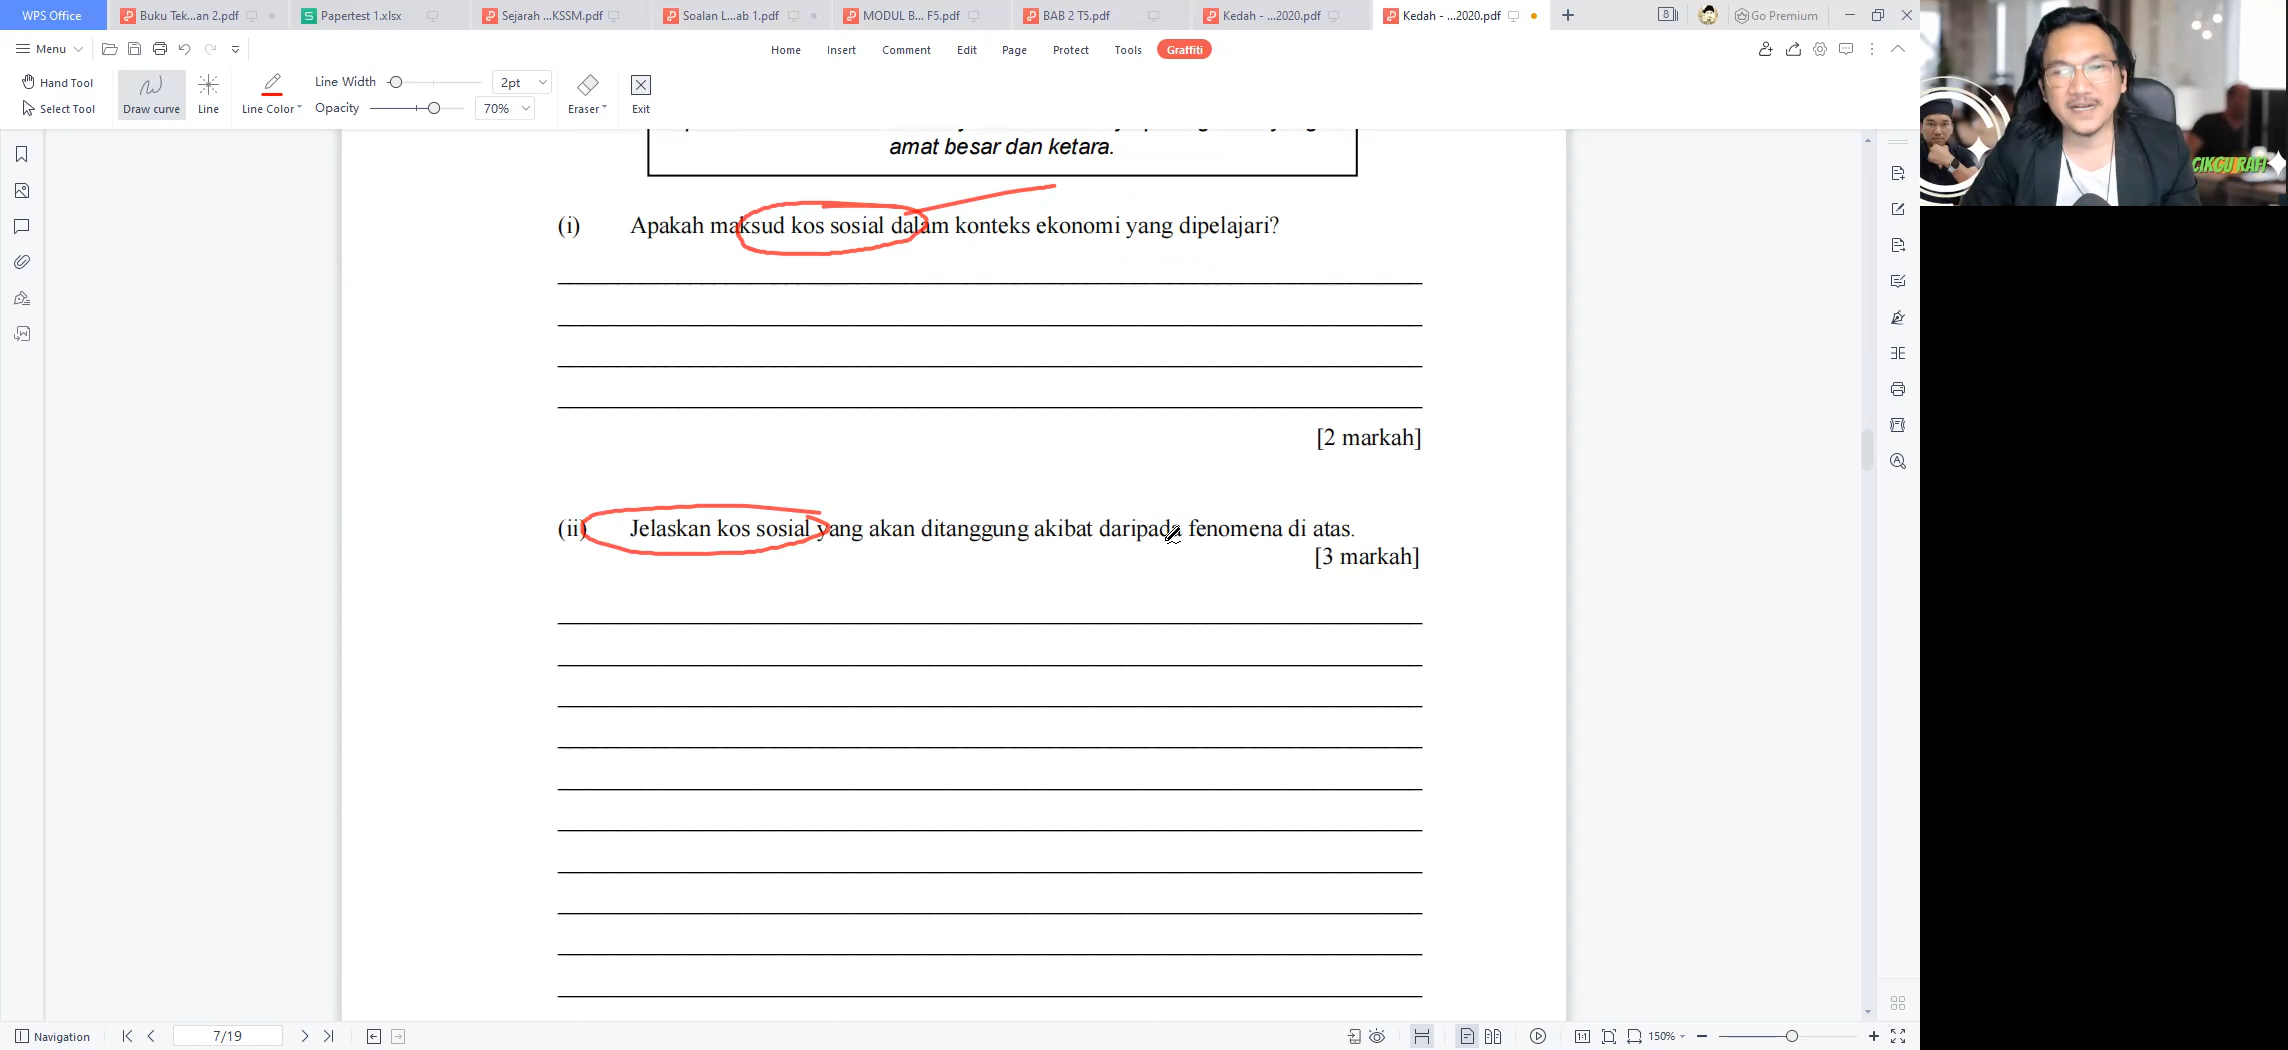 WPS Office
Buku Tek...an 2.pdf
Papertest 1.xlsx
Sejarah ...KSSM.pdf
Soalan L...ab 1.pdf
MODUL B... F5.pdf
BAB 2 T5.pdf
Kedah - ...2020.pdf
Kedah - ...2020.pdf
8
Go Premium
Menu
Home
Insert
Comment
Edit
Page
Protect
Tools
Graffiti
Hand Tool
Select Tool
Draw curve
Line
Line Color
Line Width
2pt
Opacity
70%
Eraser
Exit
CIKGU RAFI
amat besar dan ketara.
(i) Apakah maksud kos sosial dalam konteks ekonomi yang dipelajari?
[2 markah]
(ii) Jelaskan kos sosial yang akan ditanggung akibat daripada fenomena di atas.
[3 markah]
Navigation
7/19
1:1
150%